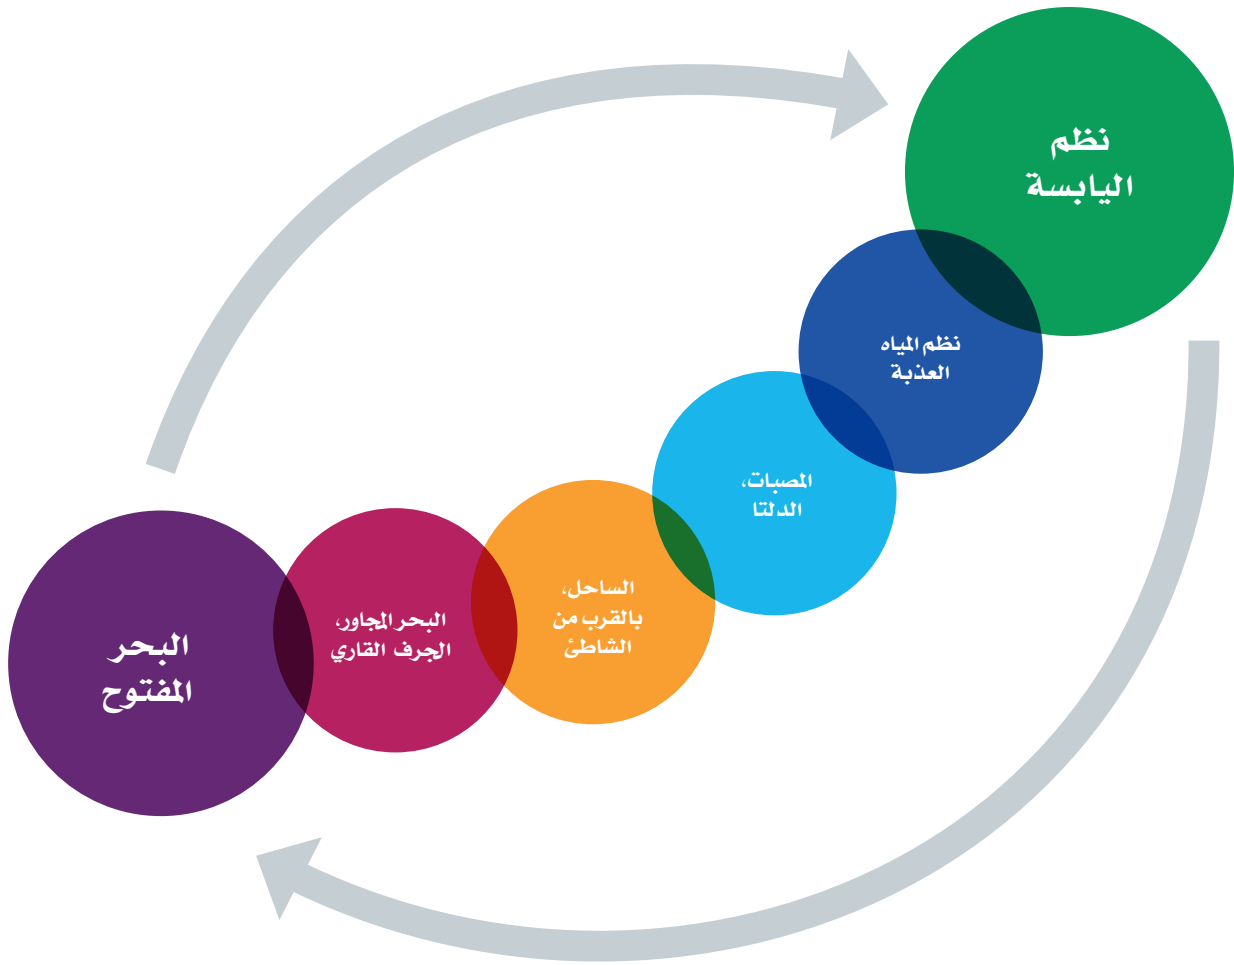 نظم
اليابسة
نظم المياه
العذبة
المصبات،
الدلتا
الساحل،
بالقرب من
الشاطئ
البحر المجاور،
الجرف القاري
البحر
المفتوح